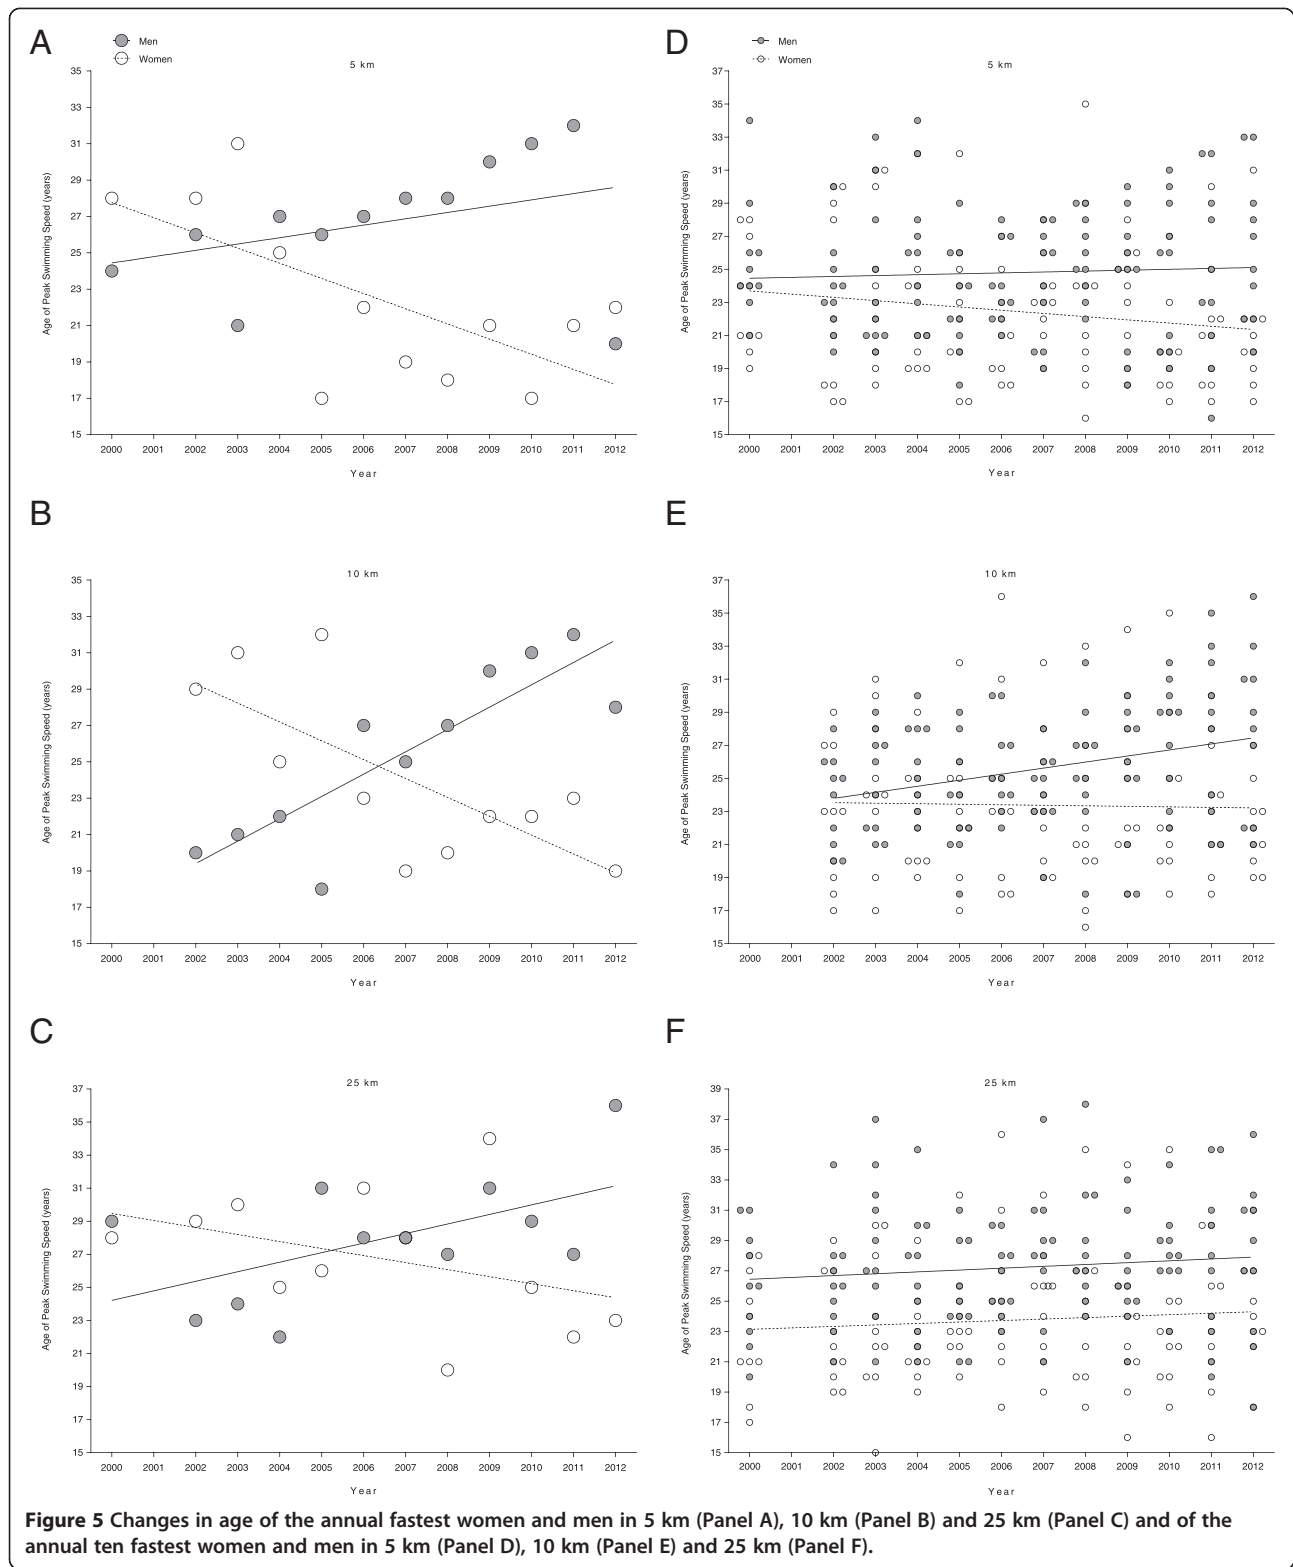 A
Men
Women
5 km
35
33
31
29
27
25
23
21
19
17
15
Age of Peak Swimming Speed (years)
2000 2001 2002 2003 2004 2005 2006 2007 2008 2009 2010 2011 2012
Year
D
Men
Women
5 km
37
35
33
31
29
27
25
23
21
19
17
15
Age of Peak Swimming Speed (years)
2000 2001 2002 2003 2004 2005 2006 2007 2008 2009 2010 2011 2012
Year
B
10 km
35
33
31
29
27
25
23
21
19
17
15
Age of Peak Swimming Speed (years)
2000 2001 2002 2003 2004 2005 2006 2007 2008 2009 2010 2011 2012
Year
E
10 km
37
35
33
31
29
27
25
23
21
19
17
15
Age of Peak Swimming Speed (years)
2000 2001 2002 2003 2004 2005 2006 2007 2008 2009 2010 2011 2012
Year
C
25 km
37
35
33
31
29
27
25
23
21
19
17
15
Age of Peak Swimming Speed (years)
2000 2001 2002 2003 2004 2005 2006 2007 2008 2009 2010 2011 2012
Year
F
25 km
39
37
35
33
31
29
27
25
23
21
19
17
15
Age of Peak Swimming Speed (years)
2000 2001 2002 2003 2004 2005 2006 2007 2008 2009 2010 2011 2012
Year
Figure 5 Changes in age of the annual fastest women and men in 5 km (Panel A), 10 km (Panel B) and 25 km (Panel C) and of the
annual ten fastest women and men in 5 km (Panel D), 10 km (Panel E) and 25 km (Panel F).